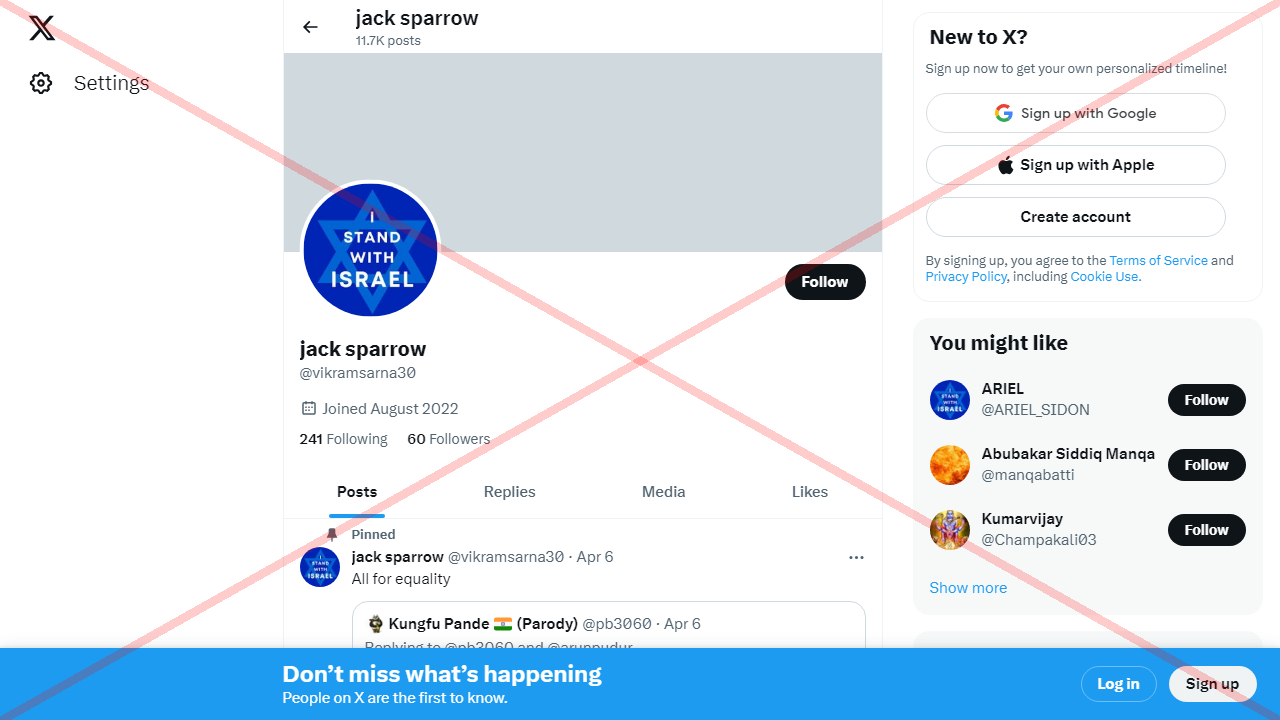 Settings
jack sparrow
11.7K posts
I
STAND
WITH
ISRAEL
Follow
jack sparrow
@vikramsarna30
Joined August 2022
241 Following 60 Followers
Posts Replies Media Likes
Pinned
jack sparrow @vikramsarna30 · Apr 6
All for equality
Kungfu Pande 🇮🇳 (Parody) @pb3060 · Apr 6
Replying to @pb3060 and @arunpudur
New to X?
Sign up now to get your own personalized timeline!
Sign up with Google
Sign up with Apple
Create account
By signing up, you agree to the Terms of Service and
Privacy Policy, including Cookie Use.
You might like
ARIEL
@ARIEL_SIDON
Follow
Abubakar Siddiq Manqa
@manqabatti
Follow
Kumarvijay
@Champakali03
Follow
Show more
Don’t miss what’s happening
People on X are the first to know.
Log in
Sign up